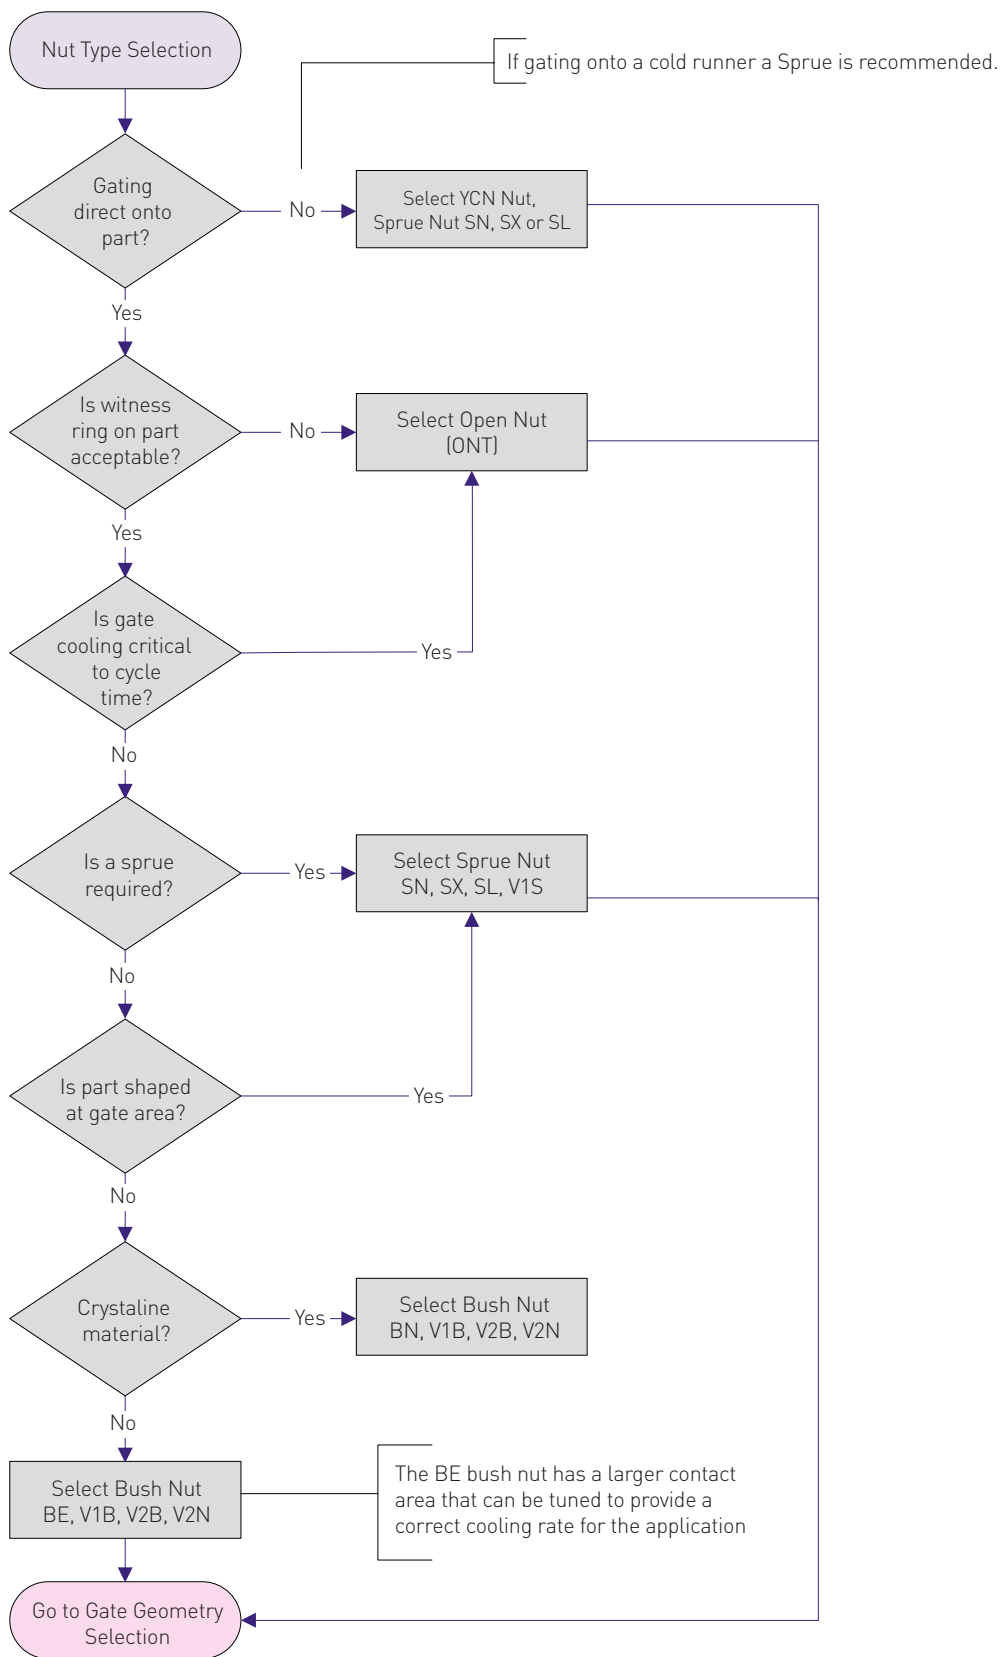 Nut Type Selection
If gating onto a cold runner a Sprue is recommended.
Gating
direct onto
part?
No
Select YCN Nut,
Sprue Nut SN, SX or SL
Yes
Is witness
ring on part
acceptable?
No
Select Open Nut
(ONT)
Yes
Is gate
cooling critical
to cycle
time?
Yes
No
Is a sprue
required?
Yes
Select Sprue Nut
SN, SX, SL, V1S
No
Is part shaped
at gate area?
Yes
No
Crystaline
material?
Yes
Select Bush Nut
BN, V1B, V2B, V2N
No
Select Bush Nut
BE, V1B, V2B, V2N
The BE bush nut has a larger contact
area that can be tuned to provide a
correct cooling rate for the application
Go to Gate Geometry
Selection